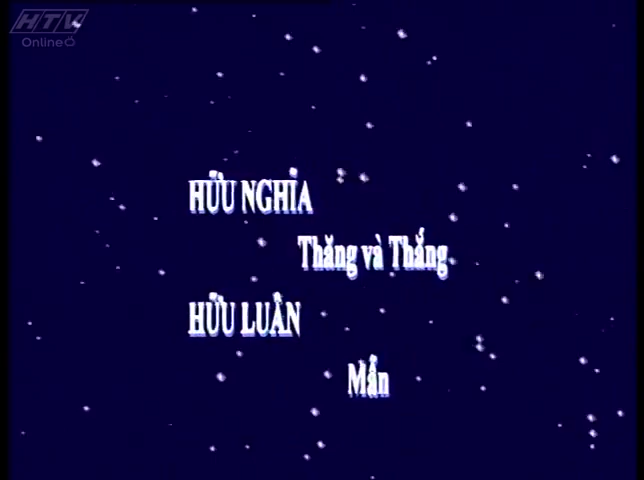 HTV
Online
HỮU NGHĨA
Thăng và Thắng
HỮU LUÂN
Mẫn